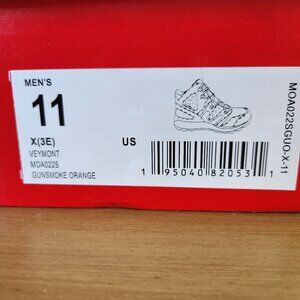 MEN'S
11
X(3E)
US
VEYMONT
MOA022S
GUNSMOKE ORANGE
1 95040 82053 1
MOA022SGUO-X-11